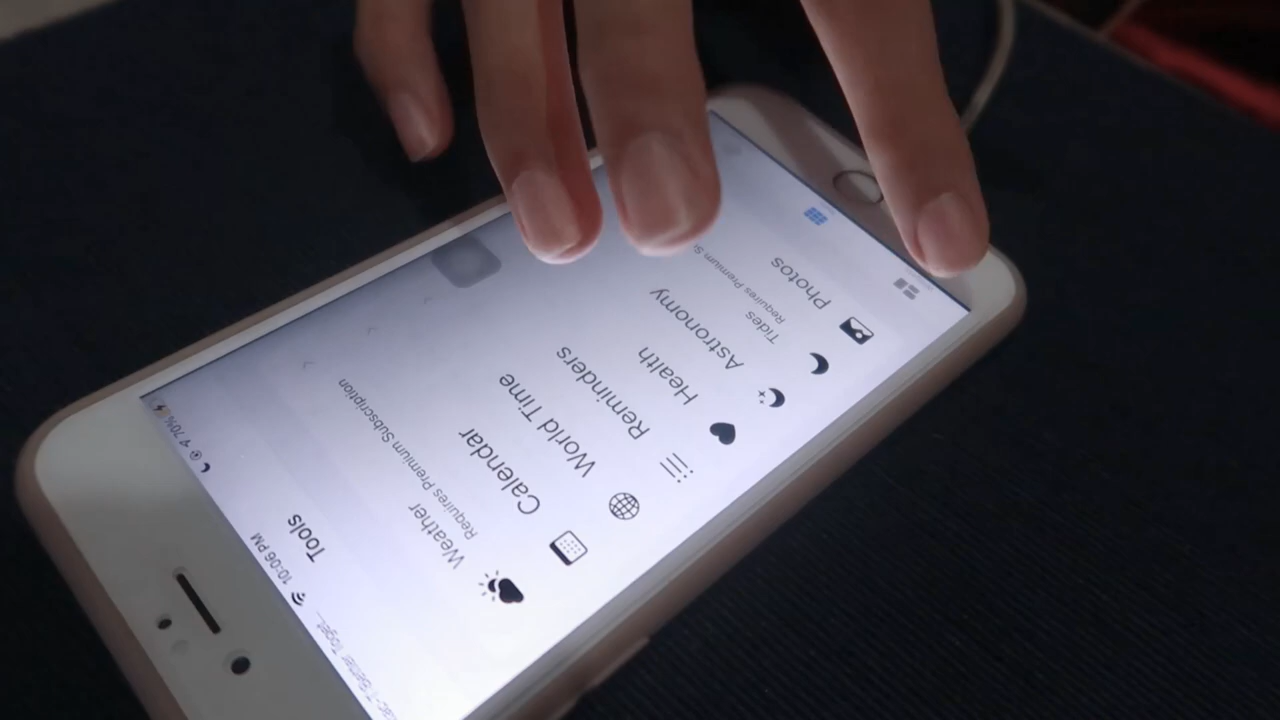 10:06 PM
70%
Tools
Weather
Requires Premium Subscription
Calendar
World Time
Reminders
Health
Astronomy
Tides
Requires Premium S
Photos